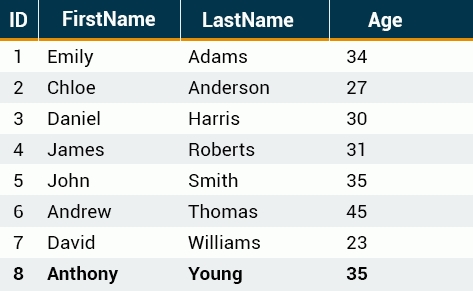 ID FirstName LastName Age
1 Emily Adams 34
2 Chloe Anderson 27
3 Daniel Harris 30
4 James Roberts 31
5 John Smith 35
6 Andrew Thomas 45
7 David Williams 23
8 Anthony Young 35